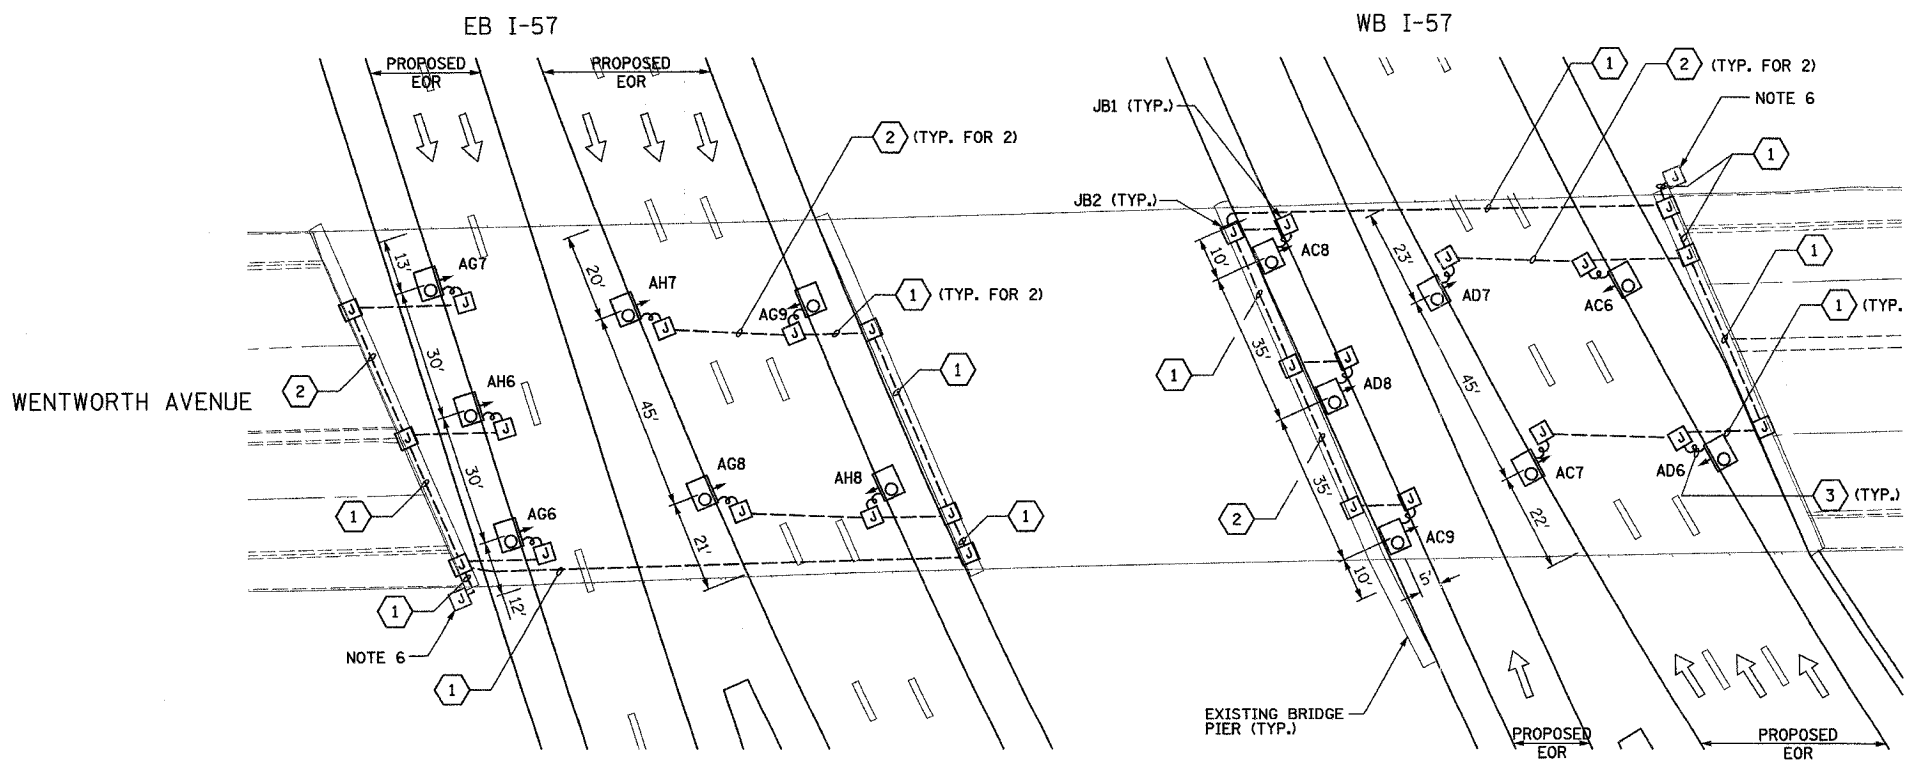 EB I-57
WB I-57
PROPOSED
EOR
PROPOSED
EOR
1
2 (TYP. FOR 2)
JB1 (TYP.)
NOTE 6
2 (TYP. FOR 2)
1
JB2 (TYP.)
J
J
J
J
13'
AG7
20'
AH7
10'
AC8
23'
J
J
J
1
AG9
1 (TYP. FOR 2)
AD7
AC6
1 (TYP.
J
J
J
J
J
J
30'
35'
1
J
J
1
WENTWORTH AVENUE
2
AH6
45'
AD8
45'
J
J
J
J
J
J
30'
AG8
AH8
35'
AC7
AD6
1
2
3 (TYP.)
AG6
J
J
J
1
J
J
22'
J
J
21'
J
AC9
1
12'
10'
5'
J
NOTE 6
1
EXISTING BRIDGE
PIER (TYP.)
PROPOSED
EOR
PROPOSED
EOR